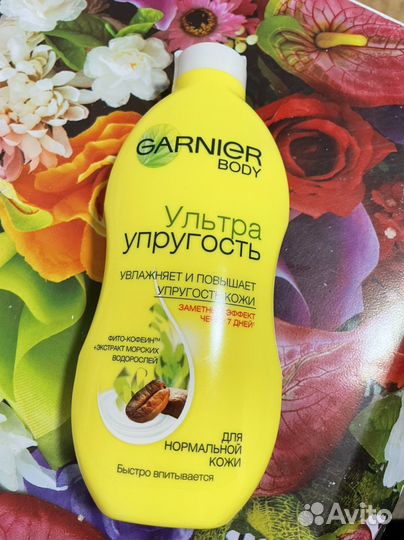 GARNIER
BODY
Ультра
упругость
УВЛАЖНЯЕТ И ПОВЫШАЕТ
УПРУГОСТЬ КОЖИ
ЗАМЕТНЫЙ ЭФФЕКТ
ЧЕРЕЗ 7 ДНЕЙ*
ФИТО-КОФЕИН™
+ЭКСТРАКТ МОРСКИХ
ВОДОРОСЛЕЙ
ДЛЯ
НОРМАЛЬНОЙ
КОЖИ
Быстро впитывается
Avito